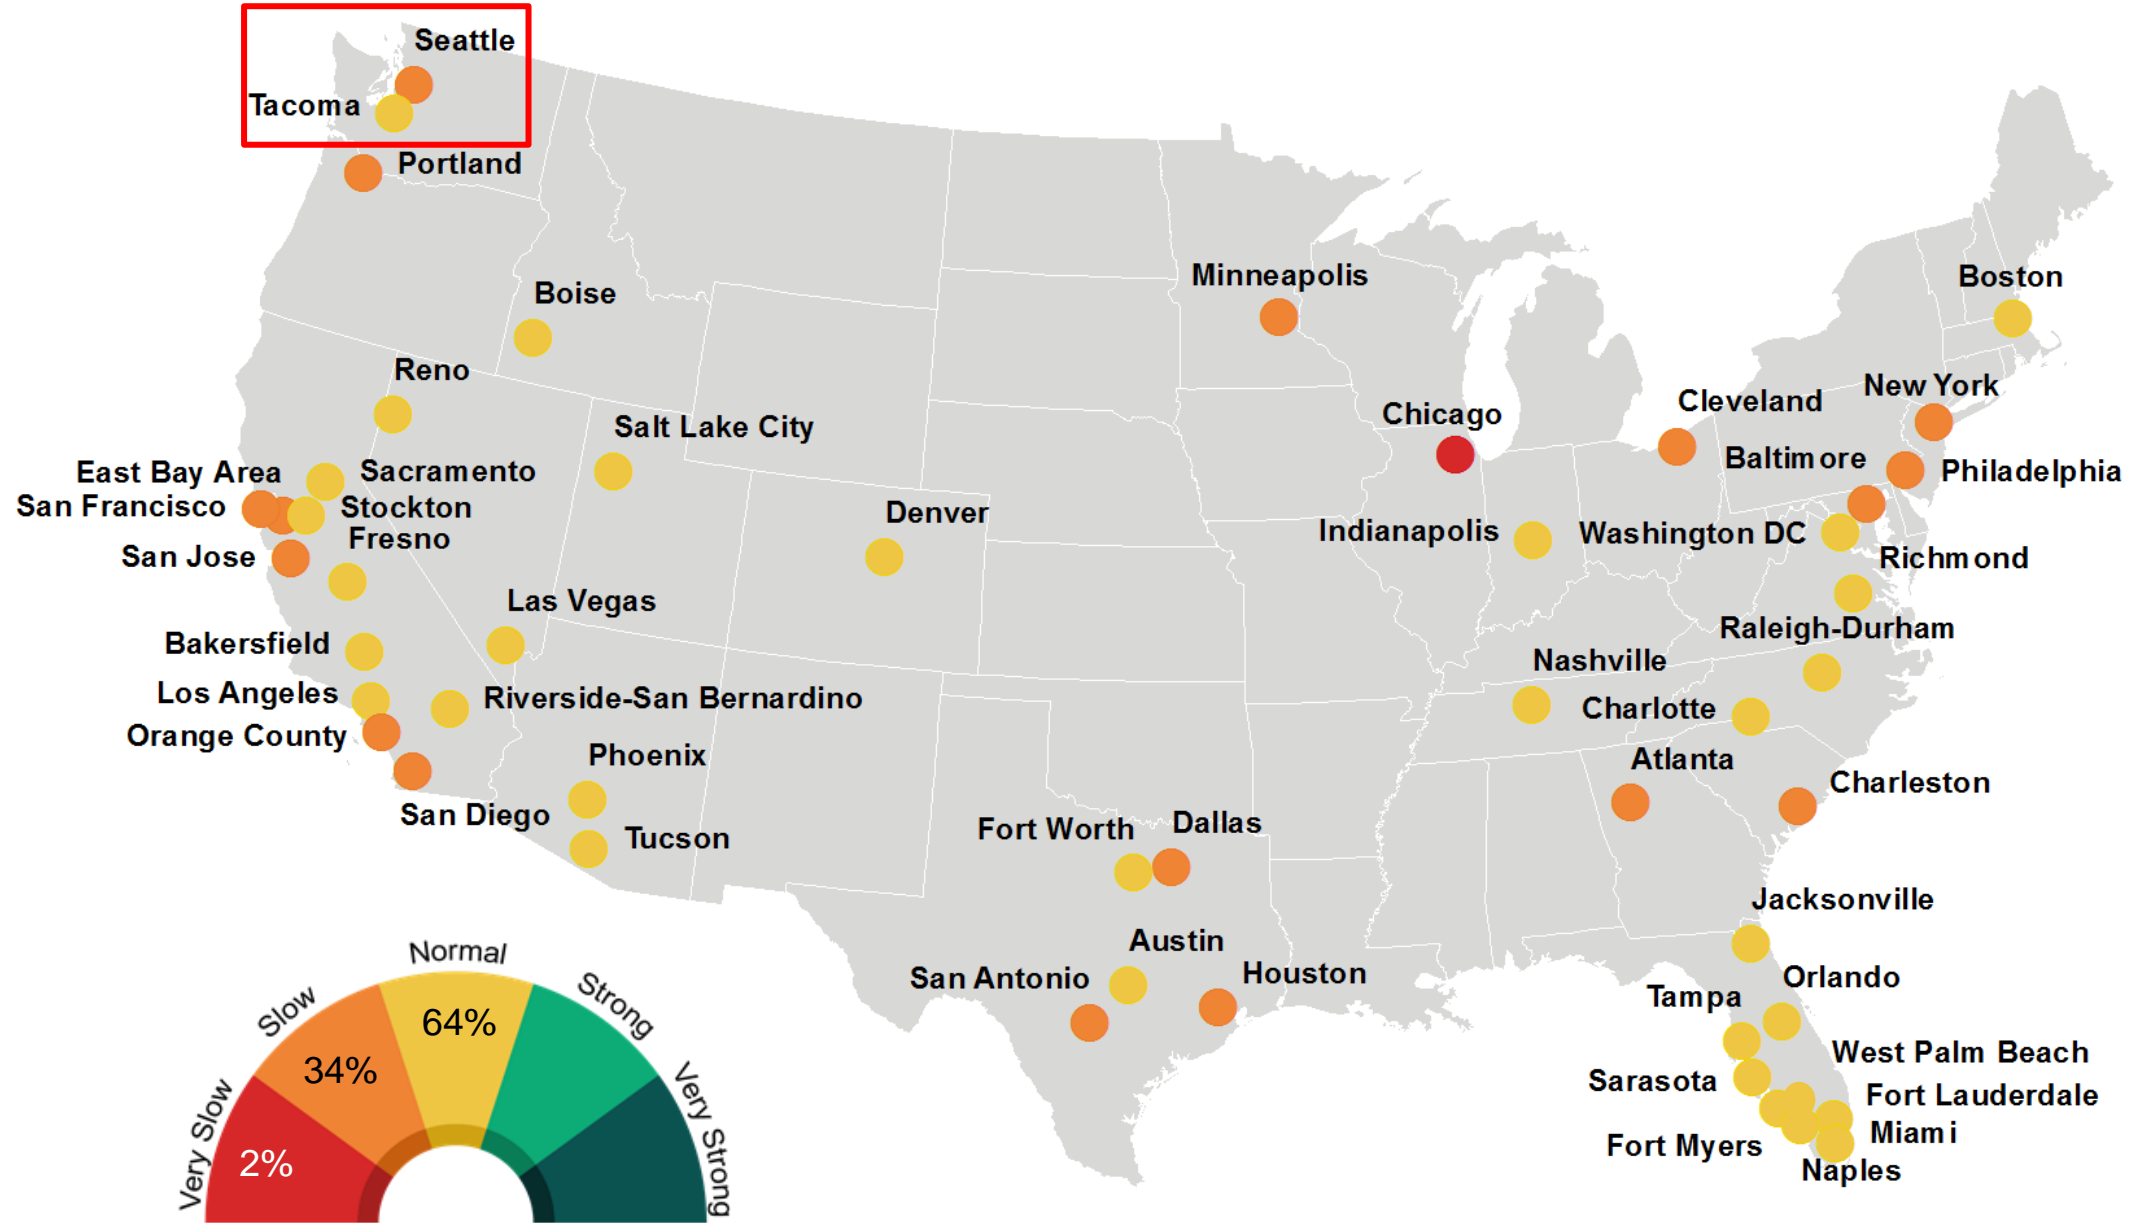 Seattle
Tacoma
Portland
Minneapolis
Boston
Boise
Reno
New York
Cleveland
Chicago
Salt Lake City
Baltimore
Philadelphia
East Bay Area
Sacramento
San Francisco
Stockton
Denver
Fresno
Indianapolis
Washington DC
San Jose
Richmond
Las Vegas
Raleigh-Durham
Bakersfield
Nashville
Los Angeles
Riverside-San Bernardino
Charlotte
Orange County
Phoenix
Atlanta
Charleston
San Diego
Fort Worth
Dallas
Tucson
Jacksonville
Austin
San Antonio
Houston
Orlando
Tampa
West Palm Beach
Sarasota
Fort Lauderdale
Miami
Fort Myers
Naples
Very Slow
Slow
Normal
Strong
Very Strong
2%
34%
64%